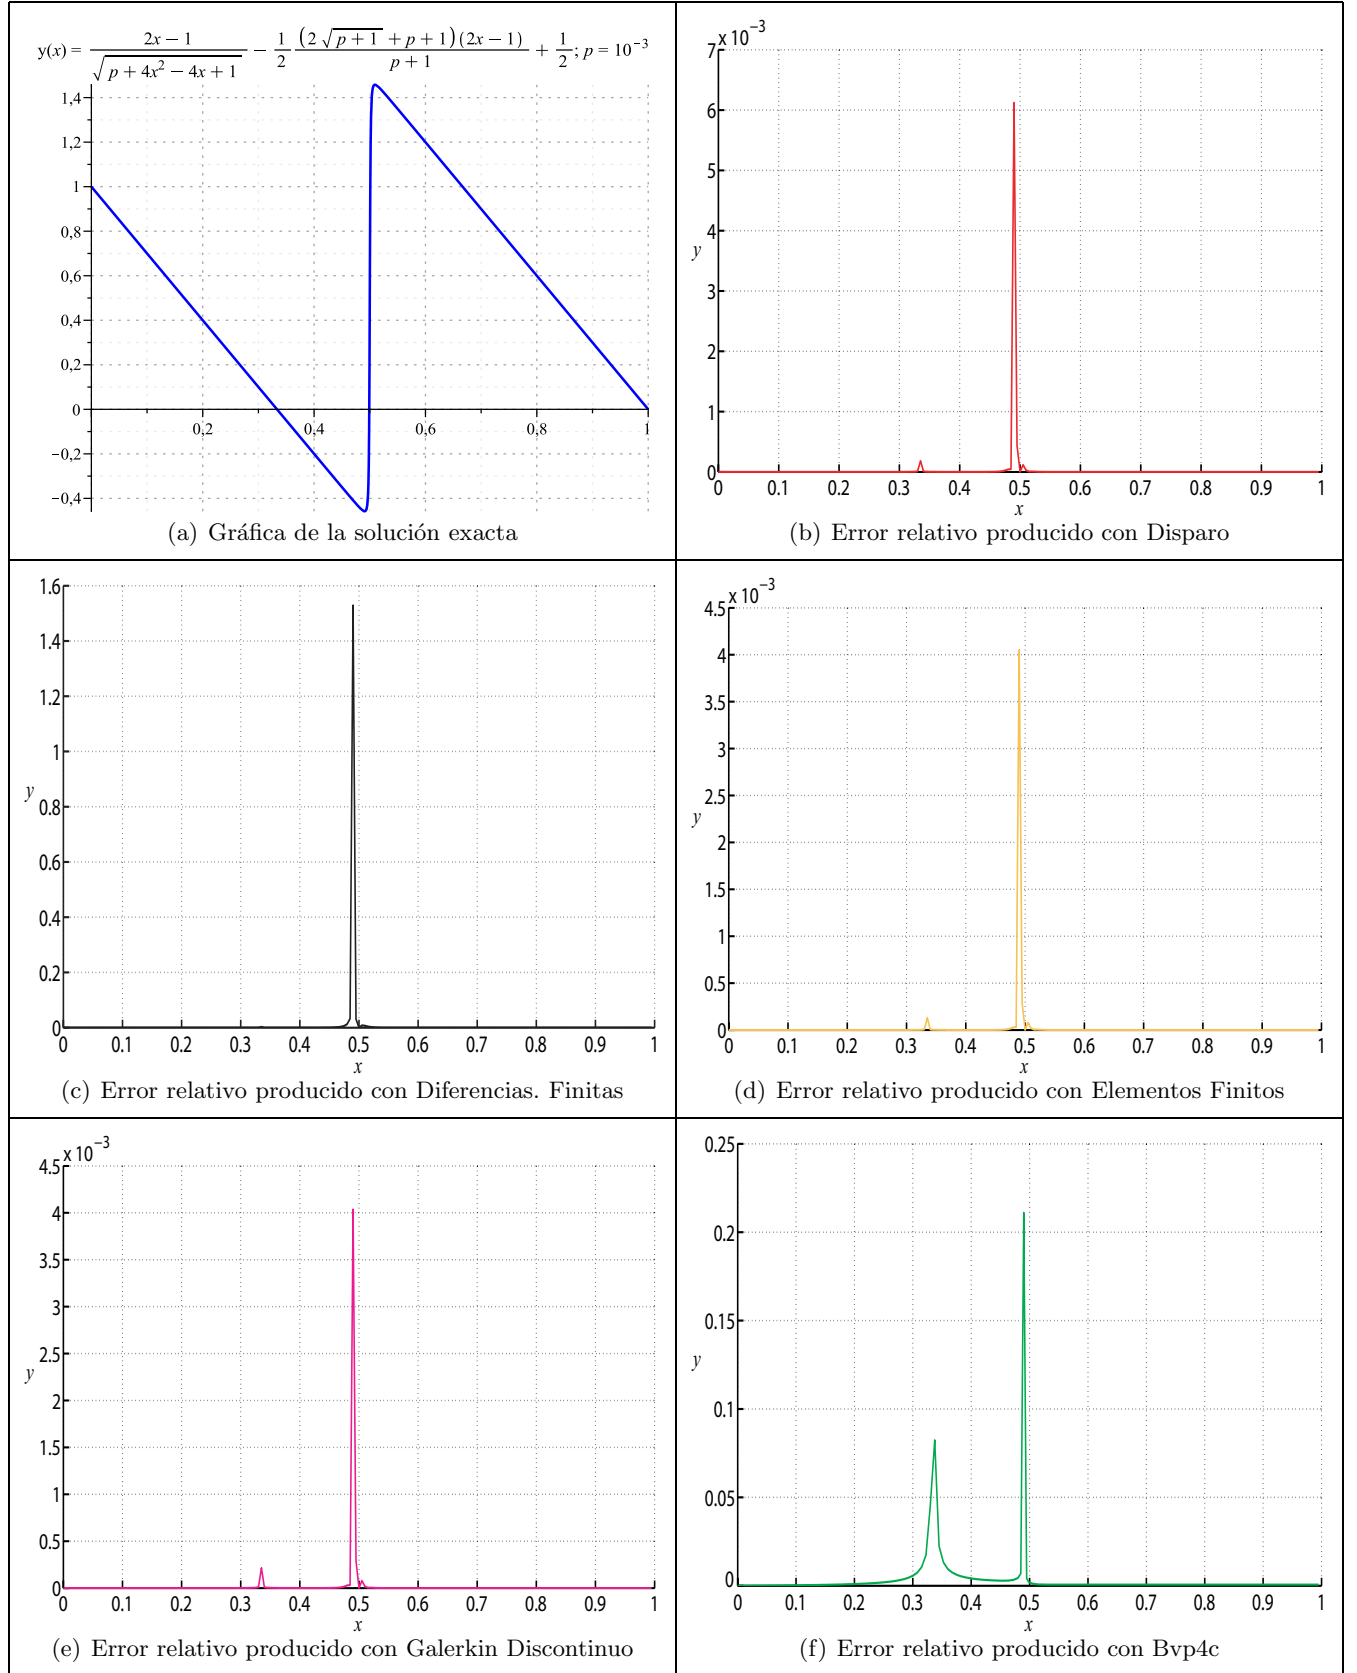 y(x) = \frac{2x − 1}{\sqrt{p + 4x^2 − 4x + 1}} − \frac{1}{2} \frac{(2\sqrt{p + 1} + p + 1)(2x − 1)}{p + 1} + \frac{1}{2}; p = 10^{−3}
1,4
1,2
1
0,8
0,6
0,4
0,2
0
0,2 0,4 0,6 0,8 1
−0,2
−0,4
(a) Gráfica de la solución exacta
x 10^{−3}
7
6
5
4
y
3
2
1
0
0 0.1 0.2 0.3 0.4 0.5 0.6 0.7 0.8 0.9 1
x
(b) Error relativo producido con Disparo
1.6
1.4
1.2
1
y
0.8
0.6
0.4
0.2
0
0 0.1 0.2 0.3 0.4 0.5 0.6 0.7 0.8 0.9 1
x
(c) Error relativo producido con Diferencias. Finitas
x 10^{−3}
4.5
4
3.5
3
2.5
y
2
1.5
1
0.5
0
0 0.1 0.2 0.3 0.4 0.5 0.6 0.7 0.8 0.9 1
x
(d) Error relativo producido con Elementos Finitos
x 10^{−3}
4.5
4
3.5
3
2.5
y
2
1.5
1
0.5
0
0 0.1 0.2 0.3 0.4 0.5 0.6 0.7 0.8 0.9 1
x
(e) Error relativo producido con Galerkin Discontinuo
0.25
0.2
0.15
y
0.1
0.05
0
0 0.1 0.2 0.3 0.4 0.5 0.6 0.7 0.8 0.9 1
x
(f) Error relativo producido con Bvp4c